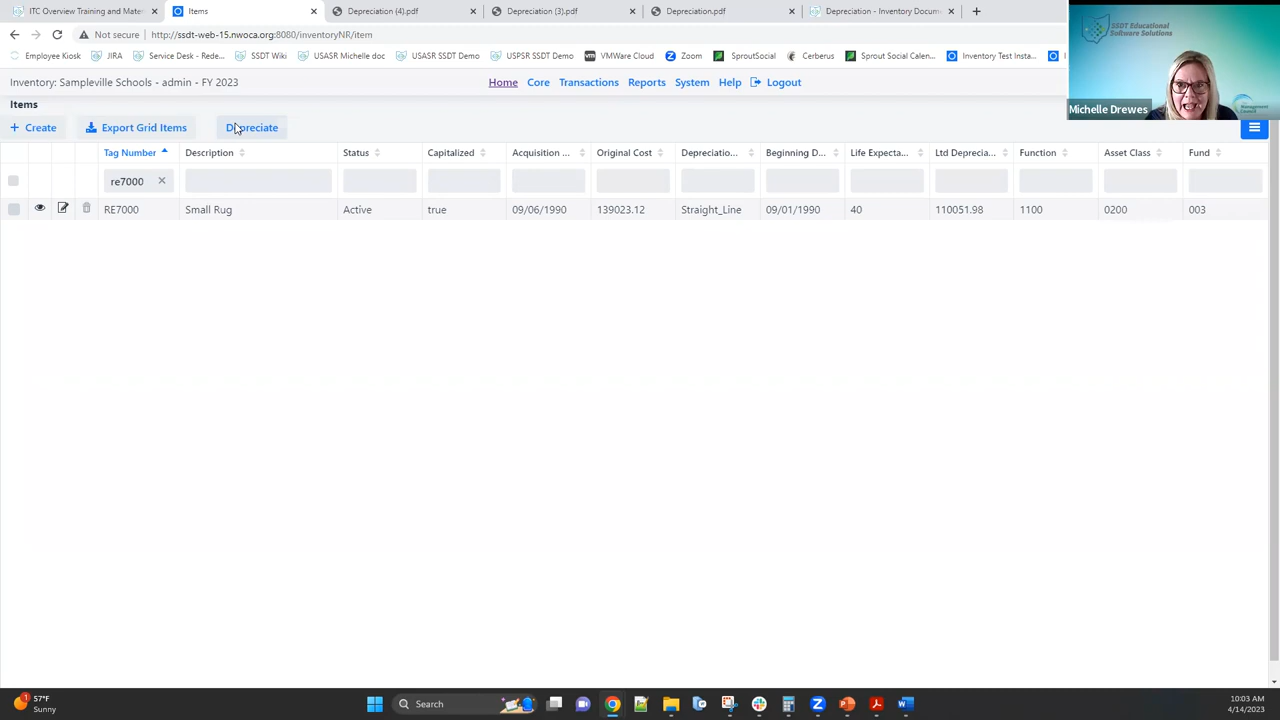 ITC Overview Training and Mater
Items
Depreciation (4).pdf
Depreciation (3).pdf
Depreciation.pdf
Depreciation - Inventory Docum
Not secure
http://ssdt-web-15.nwoca.org:8080/inventoryNR/item
Employee Kiosk
JIRA
Service Desk - Rede...
SSDT Wiki
USASR Michelle doc
USASR SSDT Demo
USPSR SSDT Demo
VMWare Cloud
Zoom
SproutSocial
Cerberus
Sprout Social Calen...
Inventory Test Insta...
SSDT Educational
Software Solutions
Management
Council
Michelle Drewes
Inventory: Sampleville Schools - admin - FY 2023
Home Core Transactions Reports System Help Logout
Items
+ Create Export Grid Items Depreciate
Tag Number Description Status Capitalized Acquisition ... Original Cost Depreciatio... Beginning D... Life Expecta... Ltd Deprecia... Function Asset Class Fund
re7000
RE7000 Small Rug Active true 09/06/1990 139023.12 Straight_Line 09/01/1990 40 110051.98 1100 0200 003
57°F
Sunny
Search
10:03 AM
4/14/2023